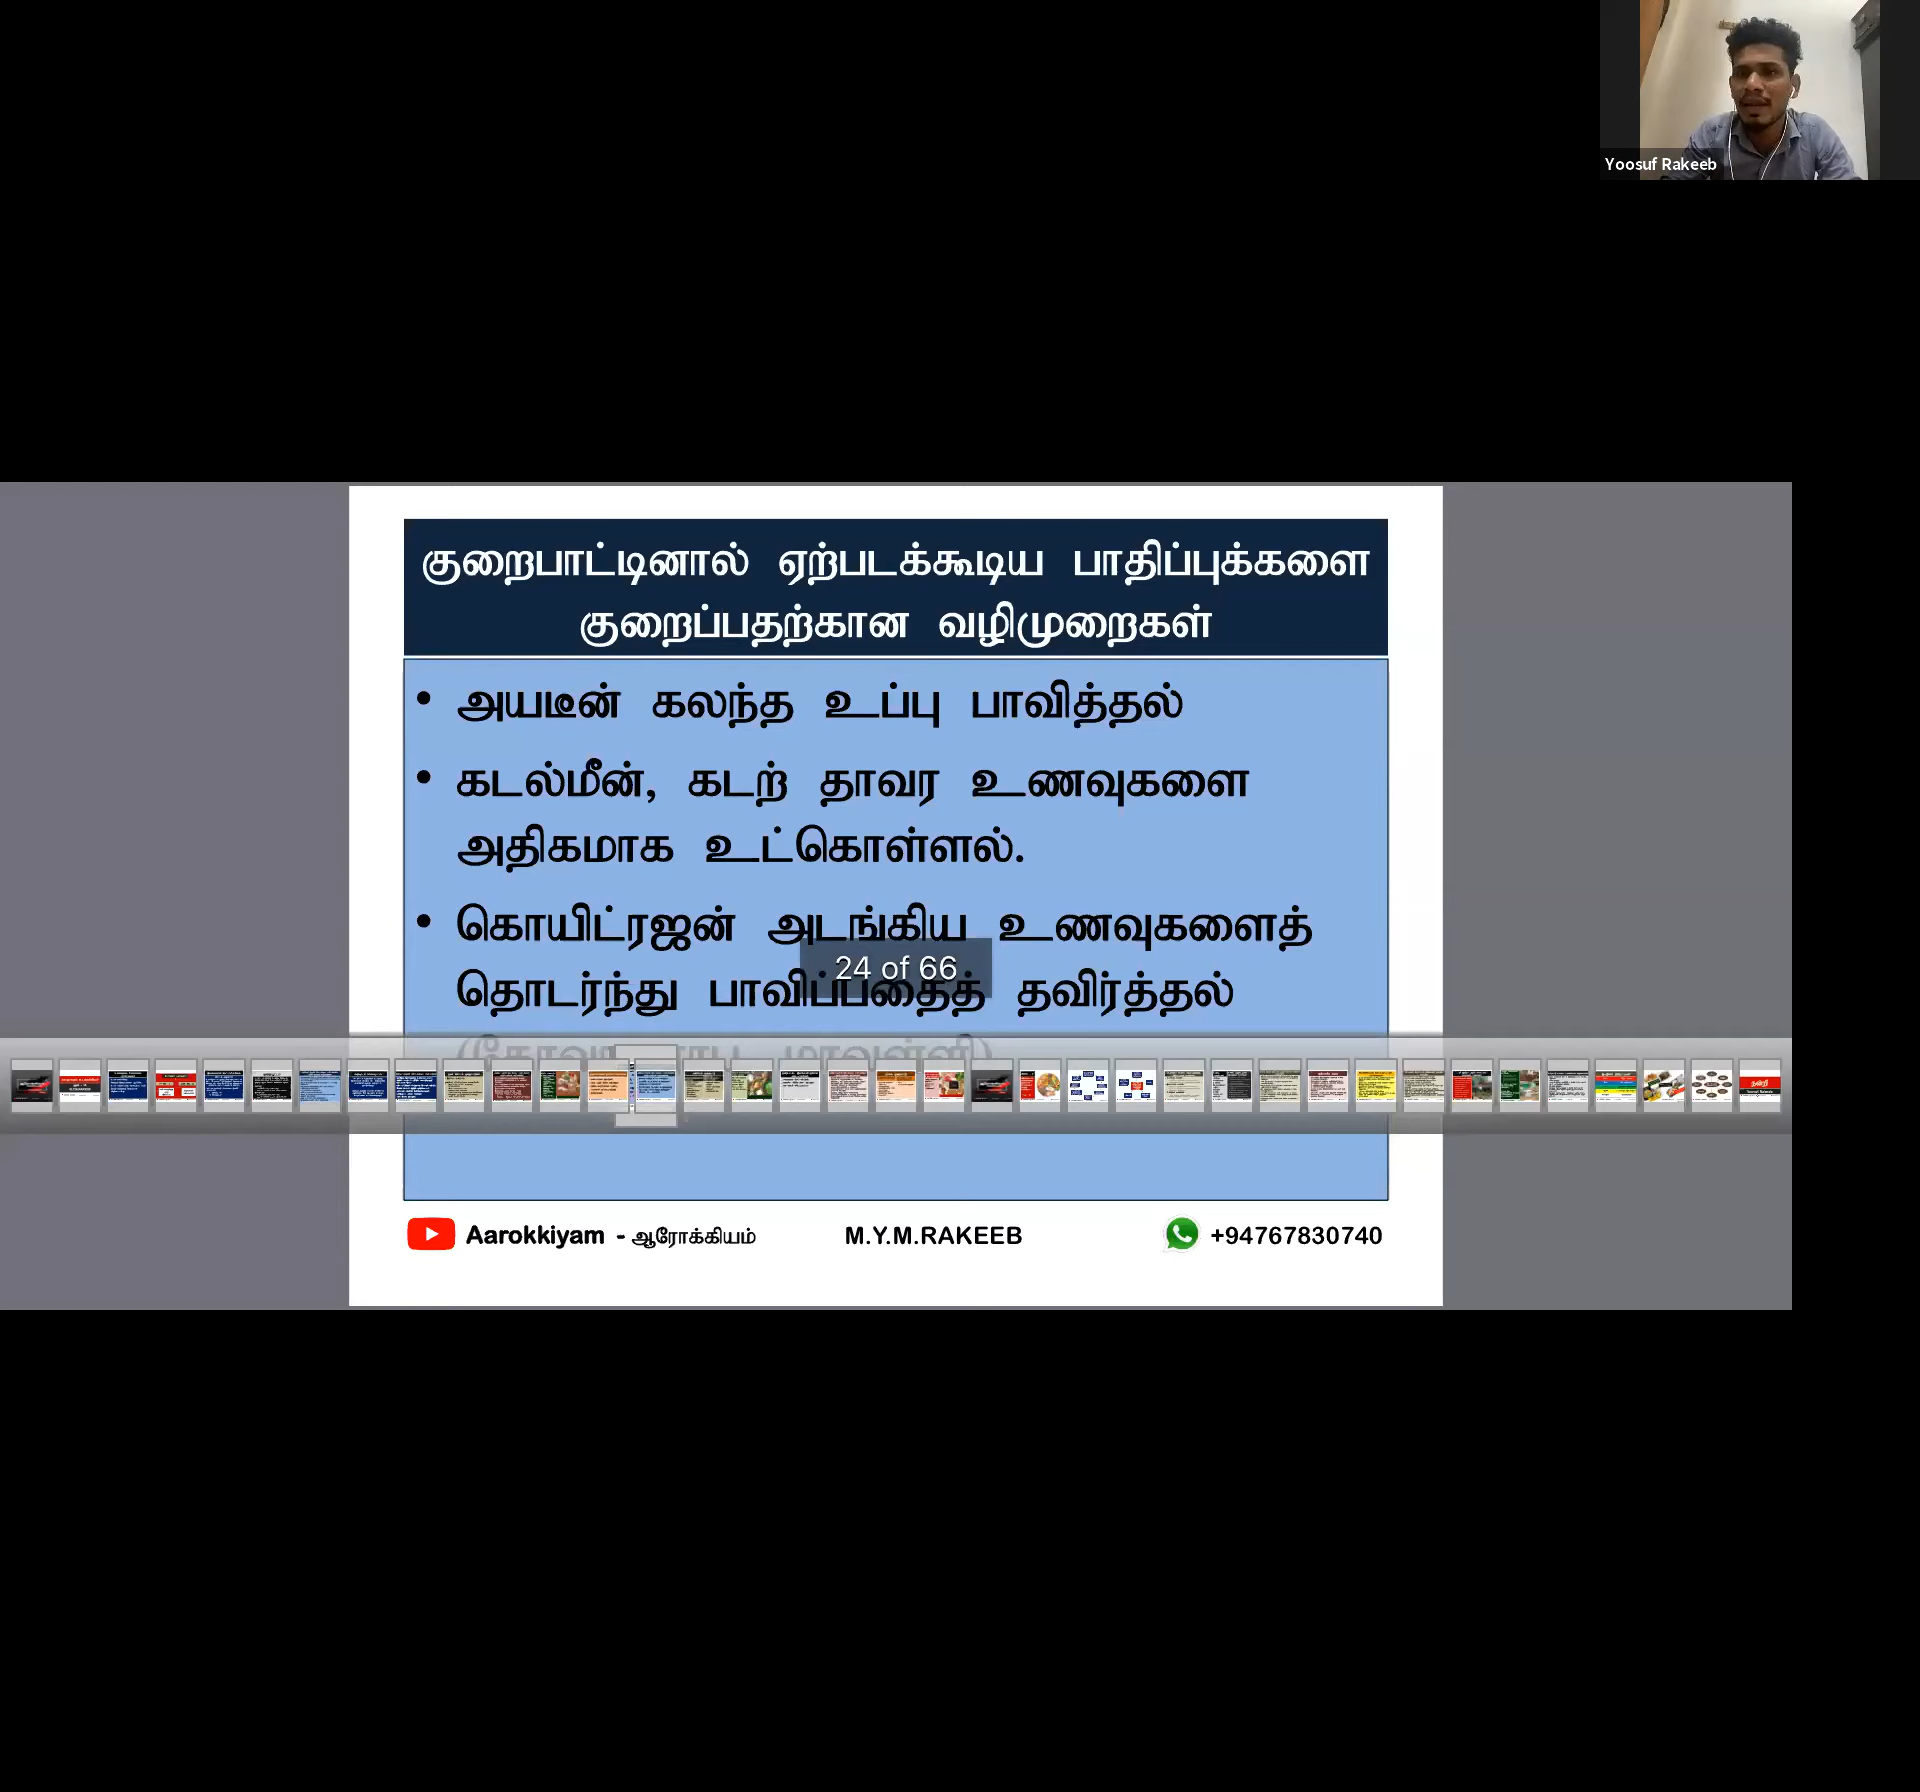 Yoosuf Rakeeb
குறைபாட்டினால் ஏற்படக்கூடிய பாதிப்புக்களை
குறைப்பதற்கான வழிமுறைகள்
• அயடீன் கலந்த உப்பு பாவித்தல்
• கடல்மீன், கடற் தாவர உணவுகளை
அதிகமாக உட்கொள்ளல்.
• கொயிட்ரஜன் அடங்கிய உணவுகளைத்
24 of 66
தொடர்ந்து பாவிப்பதைத் தவிர்த்தல்
Aarokkiyam - ஆரோக்கியம்
M.Y.M.RAKEEB
+94767830740